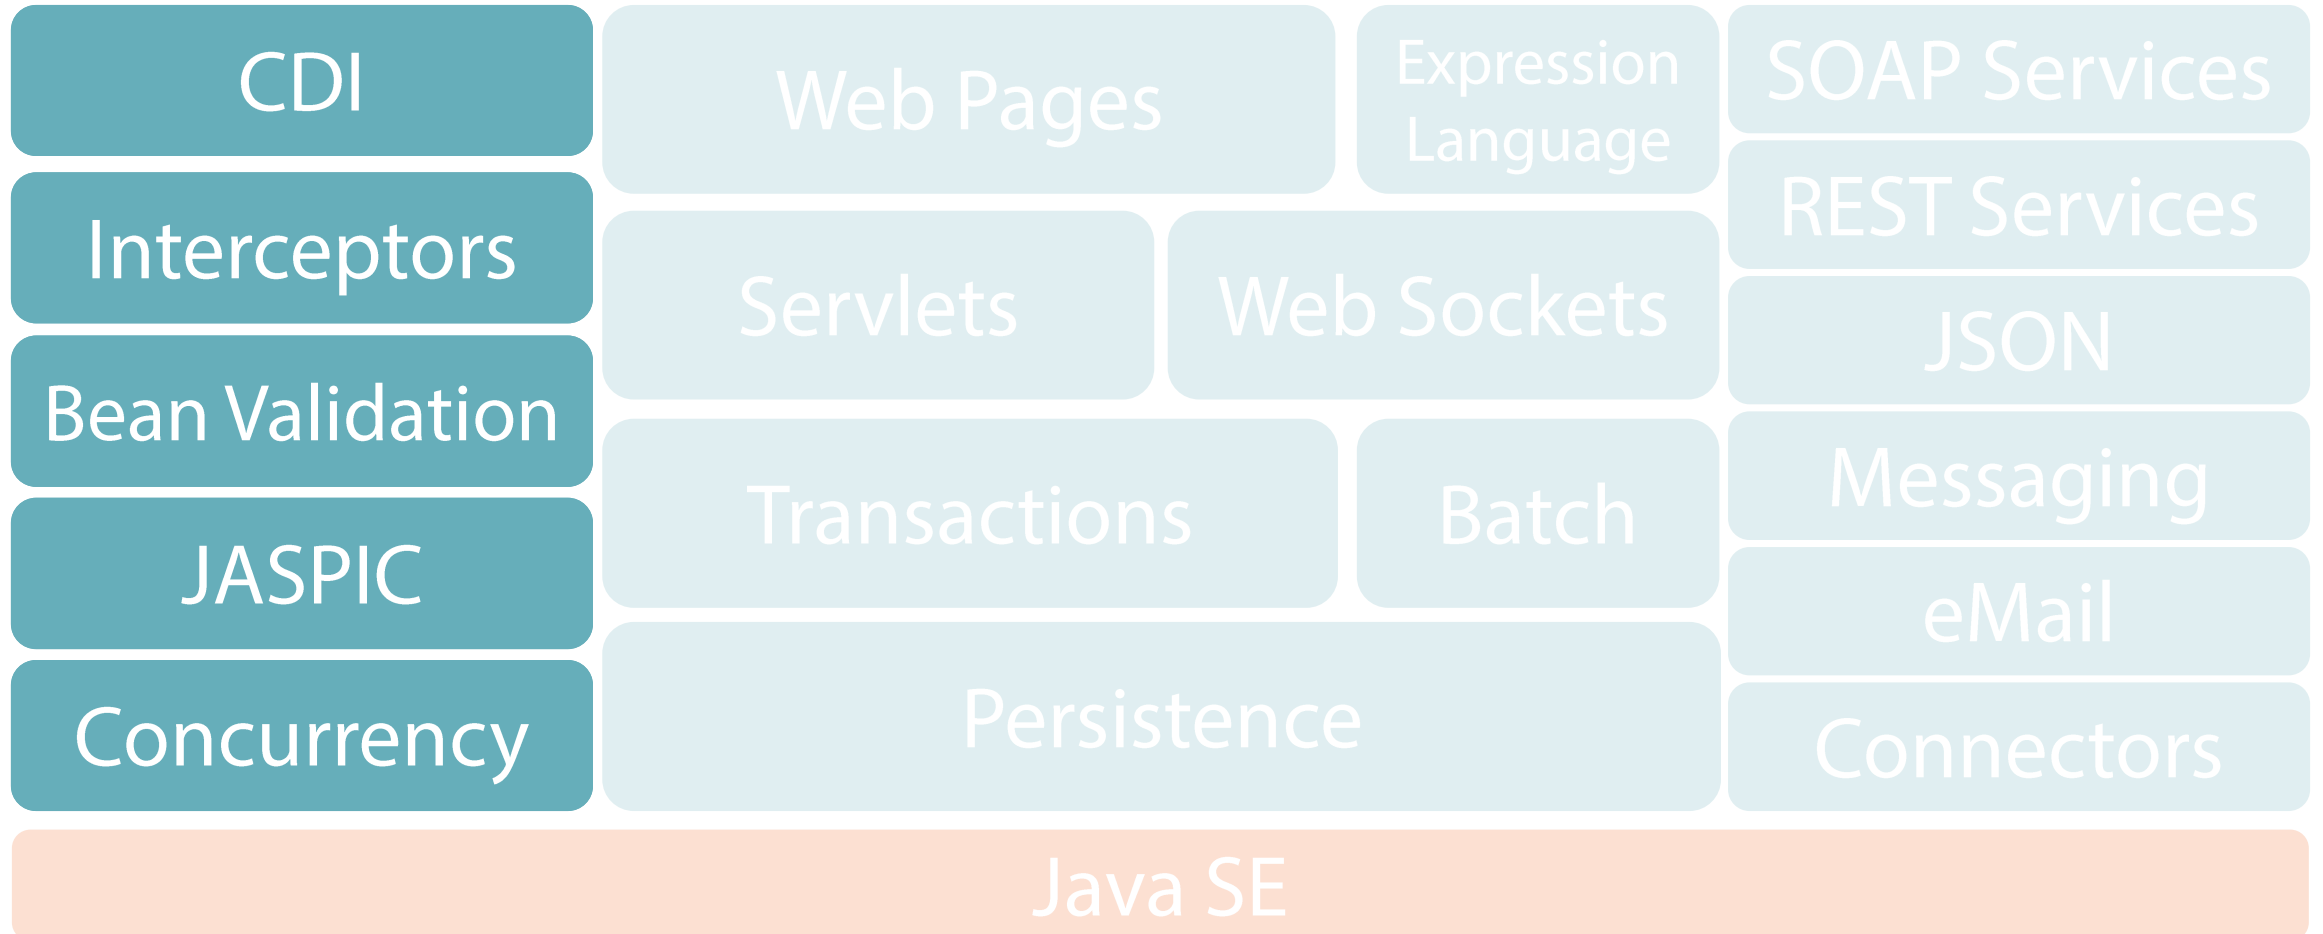 CDI
Interceptors
Bean Validation
JASPIC
Concurrency
Web Pages
Expression
Language
Servlets
Web Sockets
Transactions
Batch
Persistence
SOAP Services
REST Services
JSON
Messaging
eMail
Connectors
Java SE